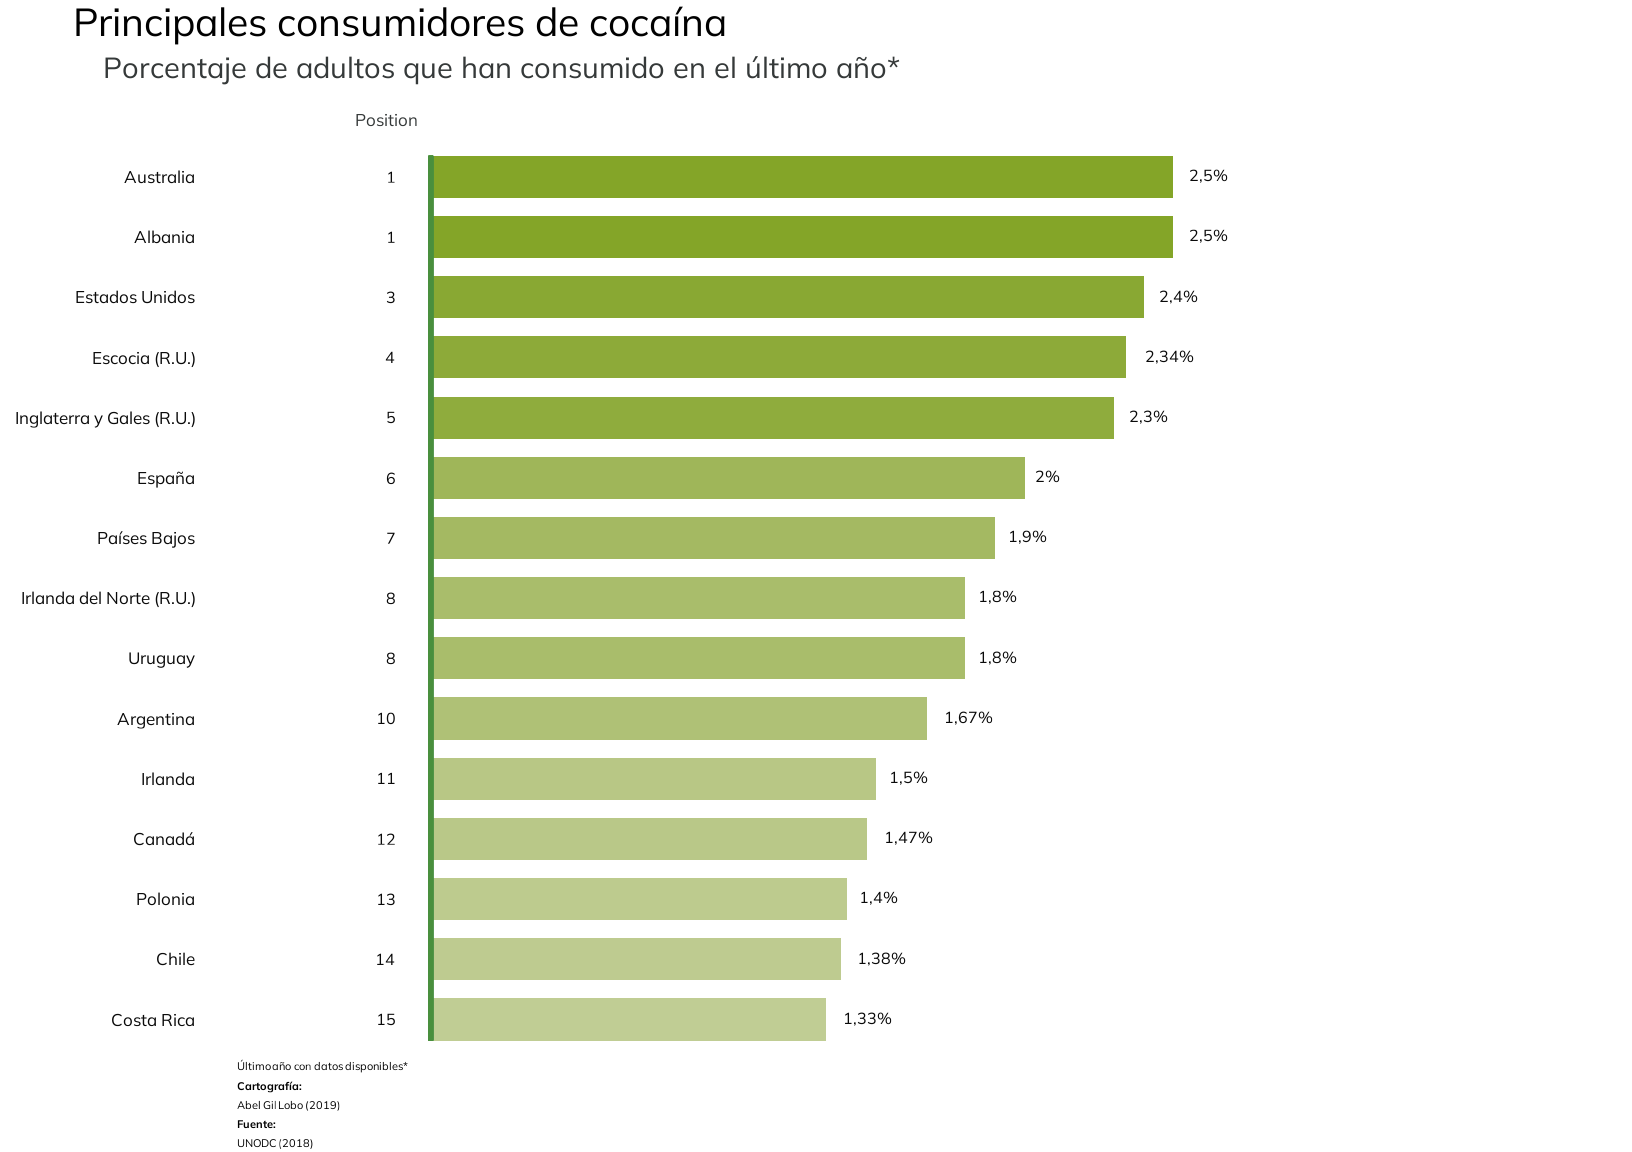 Principales consumidores de cocaína
Porcentaje de adultos que han consumido en el último año*
Position
Australia 1 2,5%
Albania 1 2,5%
Estados Unidos 3 2,4%
Escocia (R.U.) 4 2,34%
Inglaterra y Gales (R.U.) 5 2,3%
España 6 2%
Países Bajos 7 1,9%
Irlanda del Norte (R.U.) 8 1,8%
Uruguay 8 1,8%
Argentina 10 1,67%
Irlanda 11 1,5%
Canadá 12 1,47%
Polonia 13 1,4%
Chile 14 1,38%
Costa Rica 15 1,33%
Último año con datos disponibles*
Cartografía:
Abel Gil Lobo (2019)
Fuente:
UNODC (2018)